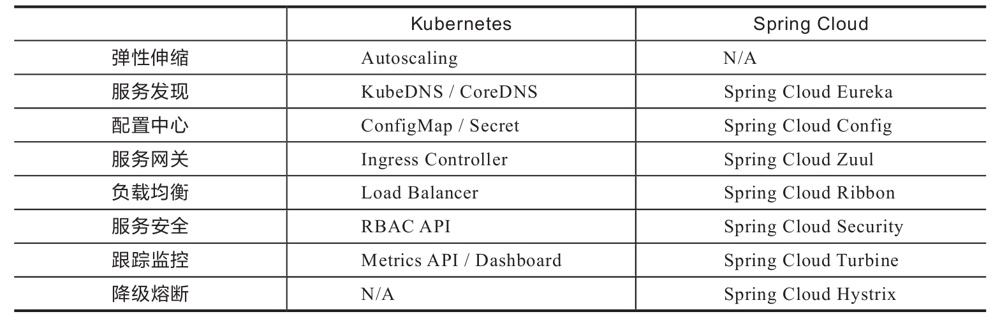 Kubernetes Spring Cloud
弹性伸缩 Autoscaling N/A
服务发现 KubeDNS / CoreDNS Spring Cloud Eureka
配置中心 ConfigMap / Secret Spring Cloud Config
服务网关 Ingress Controller Spring Cloud Zuul
负载均衡 Load Balancer Spring Cloud Ribbon
服务安全 RBAC API Spring Cloud Security
跟踪监控 Metrics API / Dashboard Spring Cloud Turbine
降级熔断 N/A Spring Cloud Hystrix